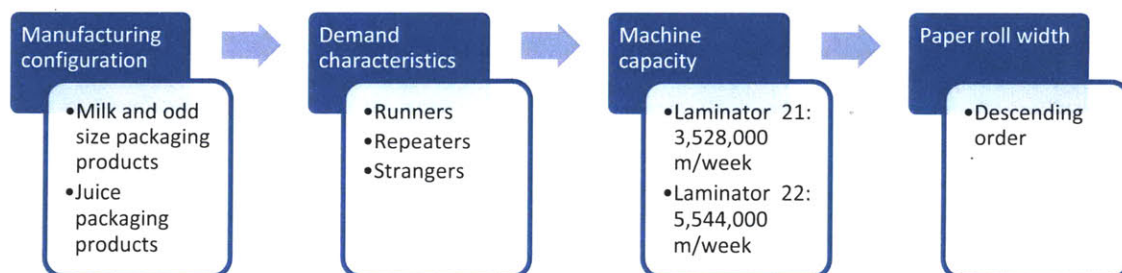 Manufacturing
configuration
•Milk and odd
size packaging
products
•Juice
packaging
products
Demand
characteristics
•Runners
•Repeaters
•Strangers
Machine
capacity
•Laminator 21:
3,528,000
m/week
•Laminator 22:
5,544,000
m/week
Paper roll width
•Descending
order